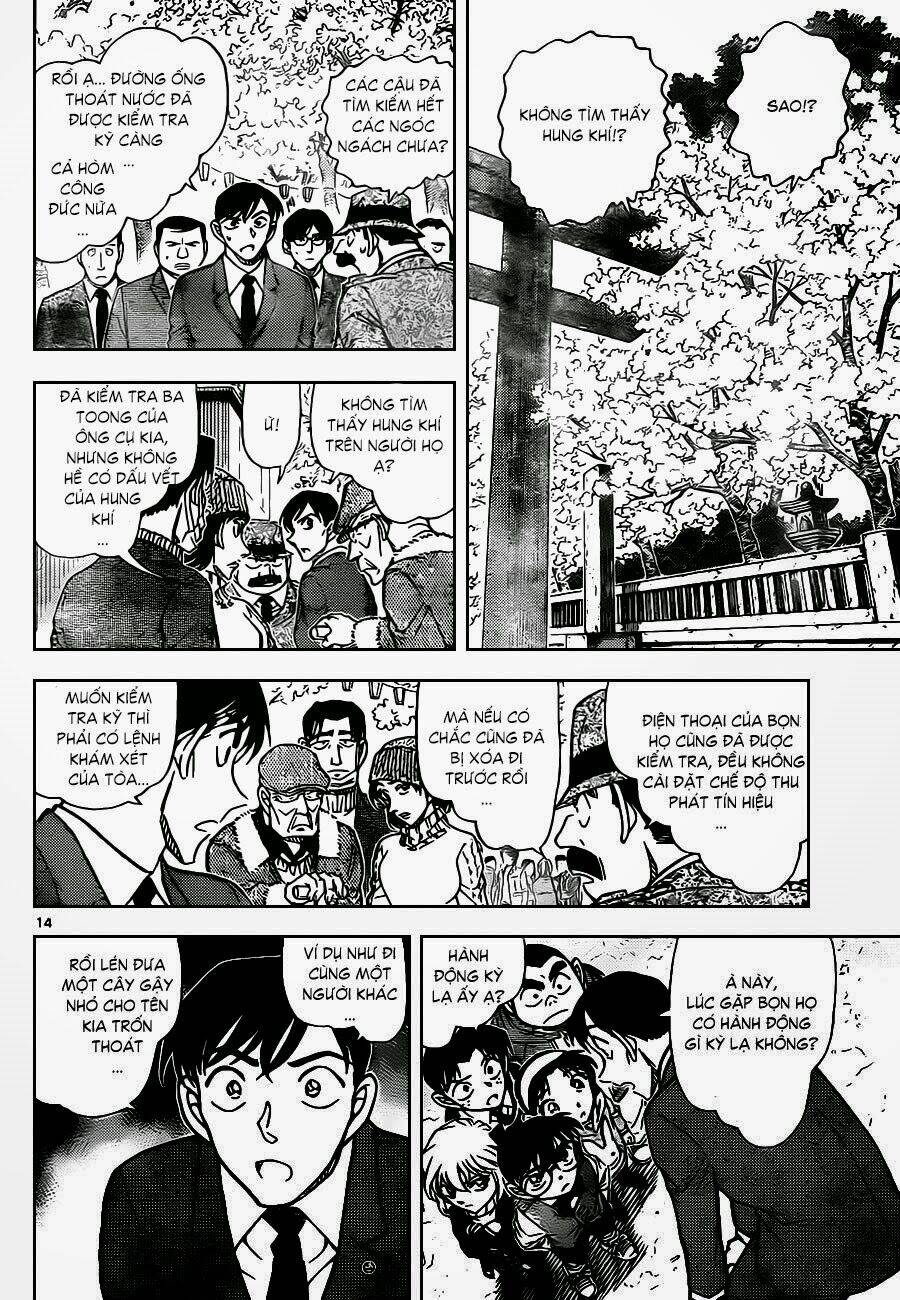 SAO!?
KHÔNG TÌM THẤY
HUNG KHÍ!?
CÁC CẬU ĐÃ
TÌM KIẾM HẾT
CÁC NGÓC
NGÁCH CHƯA?
RỒI Ạ... ĐƯỜNG ỐNG
THOÁT NƯỚC ĐÃ
ĐƯỢC KIỂM TRA
KỸ CÀNG
...
CẢ HÒM
CÔNG
ĐỨC NỮA
...
KHÔNG TÌM
THẤY HUNG KHÍ
TRÊN NGƯỜI HỌ
Ạ?
Ừ!
ĐÃ KIỂM TRA BA
TOONG CỦA
ÔNG CỤ KIA,
NHƯNG KHÔNG
HỀ CÓ DẤU VẾT
CỦA HUNG
KHÍ
...
ĐIỆN THOẠI CỦA BỌN
HỌ CŨNG ĐÃ ĐƯỢC
KIỂM TRA, ĐỀU KHÔNG
CÀI ĐẶT CHẾ ĐỘ THU
PHÁT TÍN HIỆU
...
MÀ NẾU CÓ
CHẮC CŨNG ĐÃ
BỊ XÓA ĐI
TRƯỚC RỒI
...
MUỐN KIỂM
TRA KỸ THÌ
PHẢI CÓ LỆNH
KHÁM XÉT
CỦA TÒA...
14
À NÀY,
LÚC GẶP BỌN HỌ
CÓ HÀNH ĐỘNG
GÌ KỲ LẠ KHÔNG?
HÀNH
ĐỘNG KỲ
LẠ ẤY Ạ?
VÍ DỤ NHƯ ĐI
CÙNG MỘT
NGƯỜI KHÁC
...
RỒI LÉN ĐƯA
MỘT CÂY GẬY
NHỎ CHO TÊN
KIA TRỐN
THOÁT
...